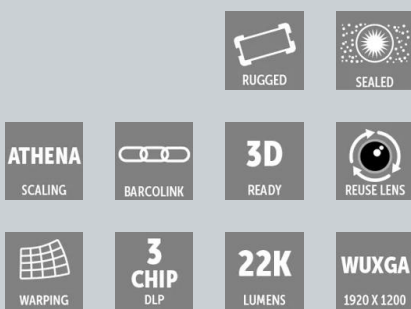 RUGGED
SEALED
ATHENA
SCALING
BARCOLINK
3D
READY
REUSE LENS
WARPING
3
CHIP
DLP
22K
LUMENS
WUXGA
1920 X 1200